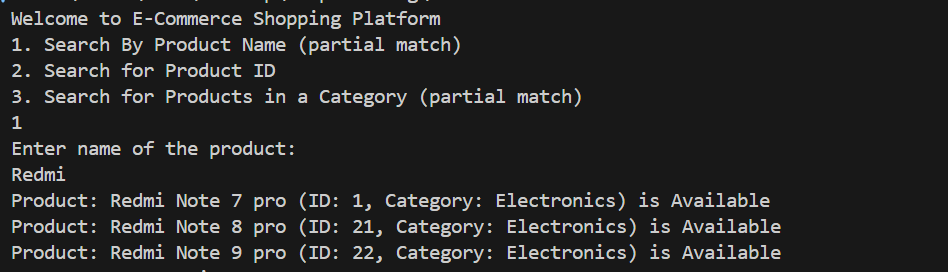 Welcome to E-Commerce Shopping Platform
1. Search By Product Name (partial match)
2. Search for Product ID
3. Search for Products in a Category (partial match)
1
Enter name of the product:
Redmi
Product: Redmi Note 7 pro (ID: 1, Category: Electronics) is Available
Product: Redmi Note 8 pro (ID: 21, Category: Electronics) is Available
Product: Redmi Note 9 pro (ID: 22, Category: Electronics) is Available